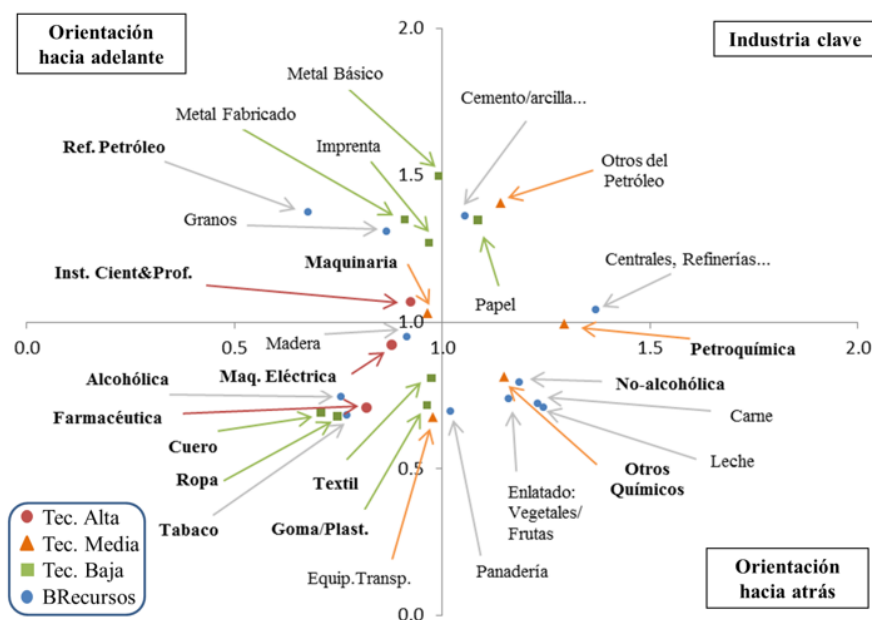 2.0
Orientación
hacia adelante
Industria clave
Metal Básico
Cemento/arcilla...
Metal Fabricado
Ref. Petróleo
Imprenta
Otros del
Petróleo
1.5
Granos
Maquinaria
Inst. Cient&Prof.
Centrales, Refinerías...
Papel
0.0
0.5
1.0
1.0
1.5
2.0
Madera
Petroquímica
Alcohólica
Maq. Eléctrica
No-alcohólica
Farmacéutica
Carne
Cuero
Leche
0.5
Ropa
Textil
Otros
Químicos
Enlatado:
Vegetales/
Frutas
Tabaco
Goma/Plast.
Tec. Alta
Tec. Media
Tec. Baja
BRecursos
Equip.Transp.
Panadería
Orientación
hacia atrás
0.0